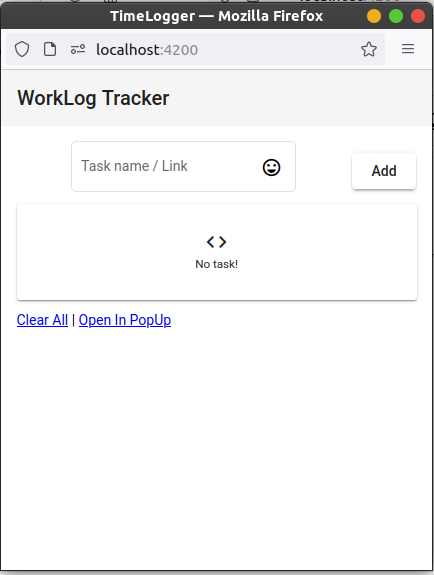 TimeLogger — Mozilla Firefox
localhost:4200
WorkLog Tracker
Task name / Link
Add
No task!
Clear All | Open In PopUp